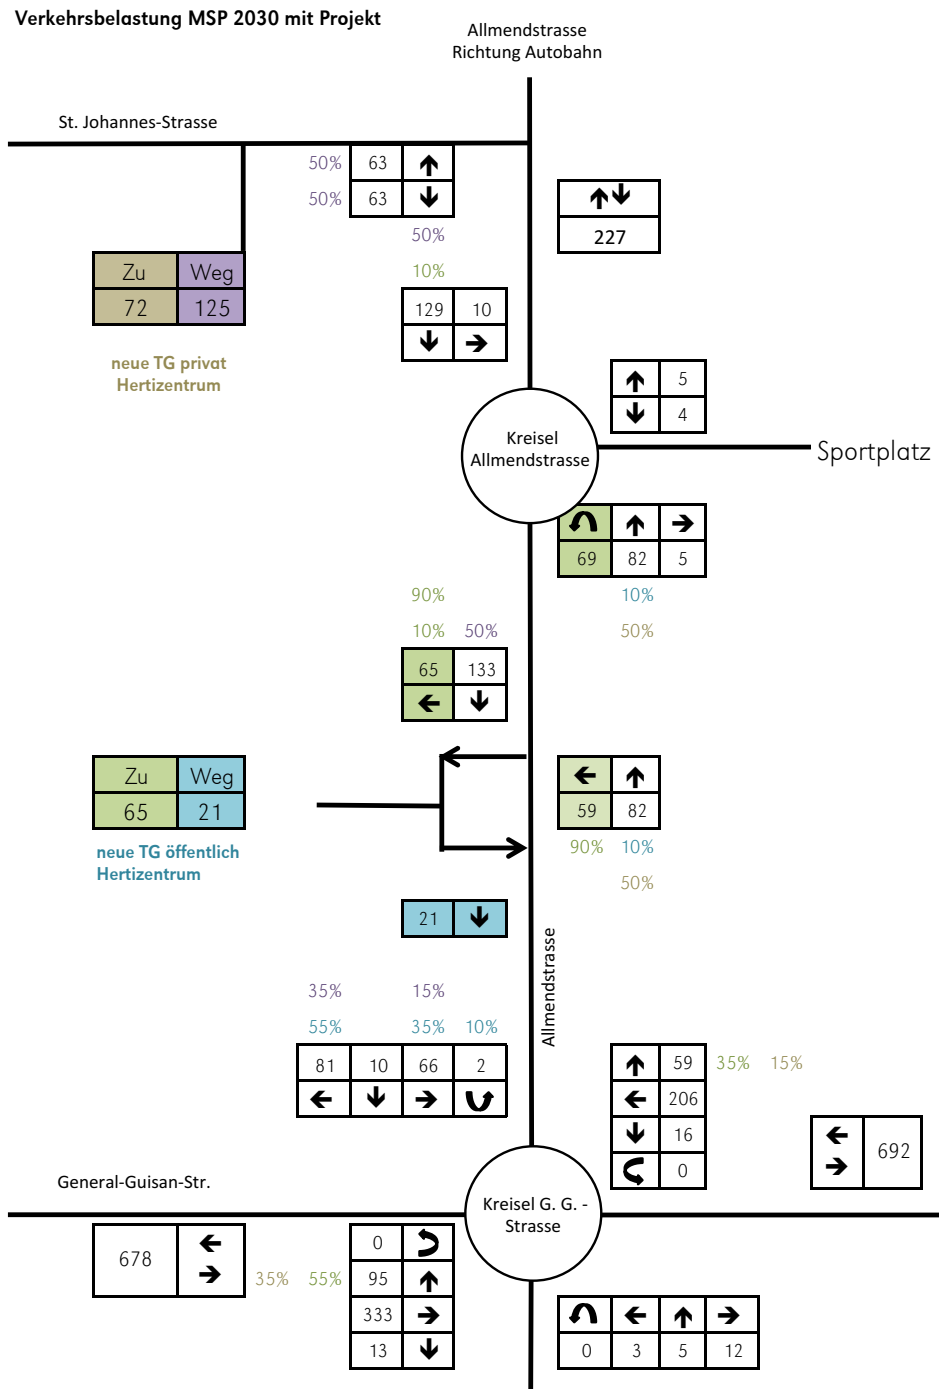 Verkehrsbelastung MSP 2030 mit Projekt
Allmendstrasse
Richtung Autobahn
St. Johannes-Strasse
50% 63
50% 63
50%
10%
227
Zu Weg
72 125
129 10
neue TG privat
Hertizentrum
5
4
Kreisel
Allmendstrasse
Sportplatz
69 82 5
90%
10%
10% 50%
50%
65 133
Zu Weg
65 21
59 82
neue TG öffentlich
Hertizentrum
90% 10%
50%
21
Allmendstrasse
35% 15%
55% 35% 10%
81 10 66 2
59 35% 15%
206
16
0
692
General-Guisan-Str.
Kreisel G. G. -
Strasse
678
35% 55%
0
95
333
13
0 3 5 12